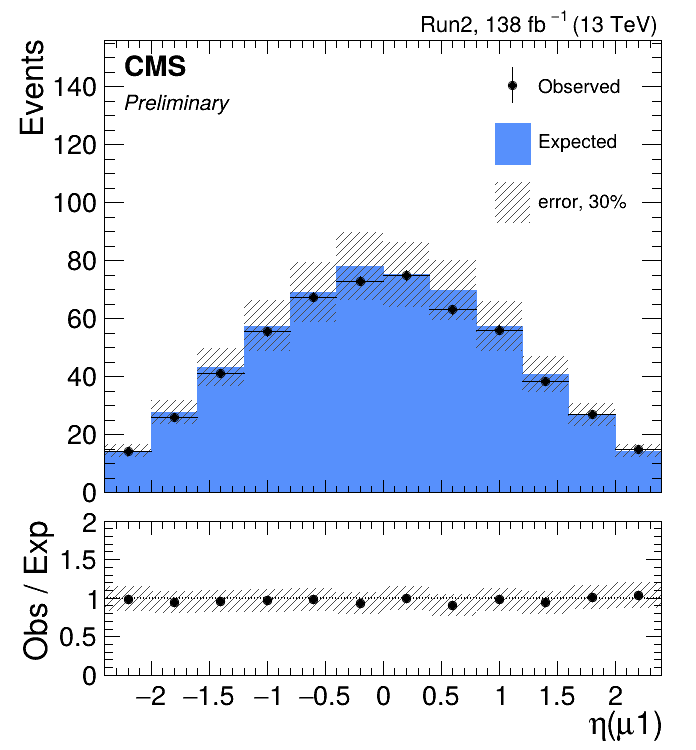 Run2, 138 fb⁻¹ (13 TeV)
CMS
Preliminary
Events
140
120
100
80
60
40
20
0
Observed
Expected
error, 30%
Obs / Exp
2
1.5
1
0.5
0
−2 −1.5 −1 −0.5 0 0.5 1 1.5 2
η(μ1)